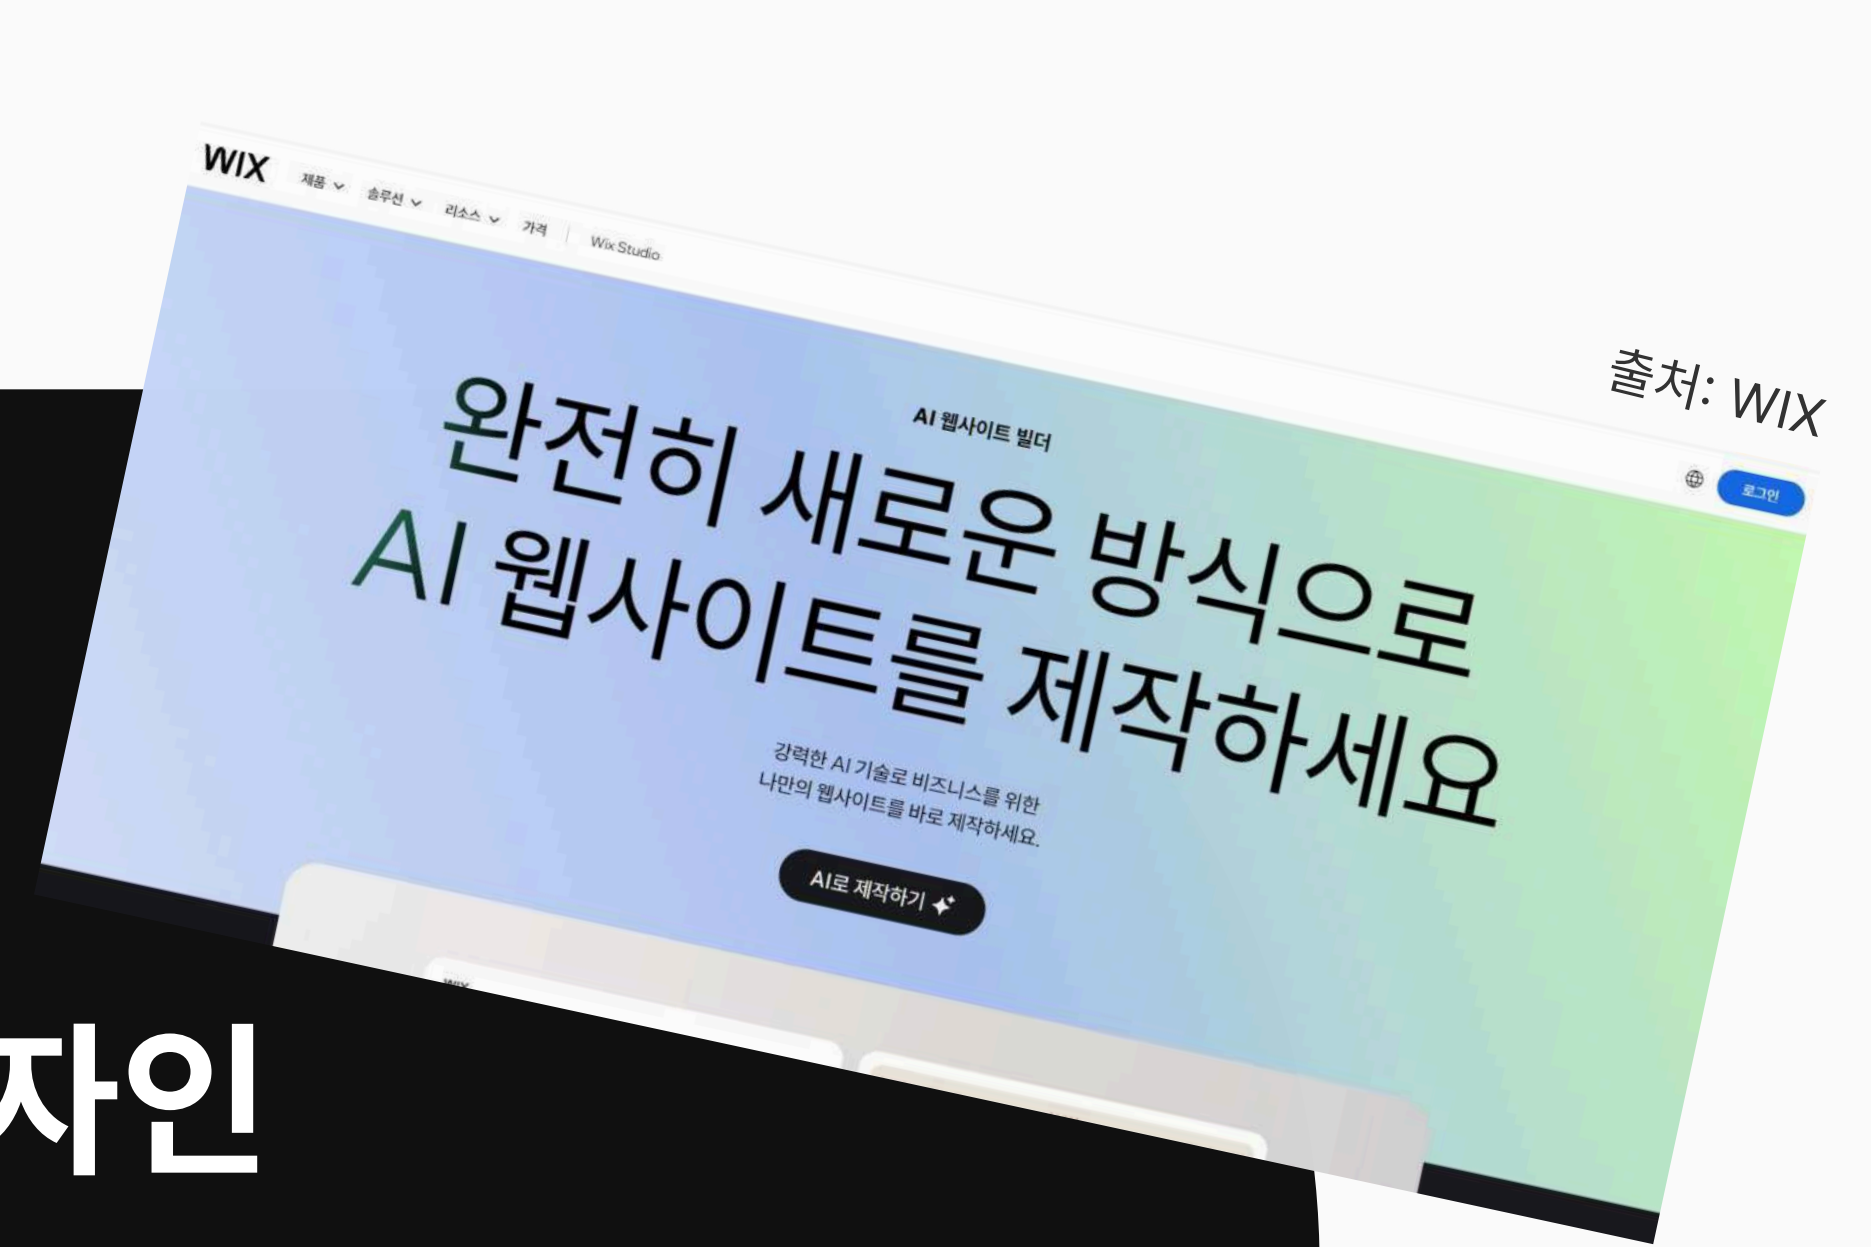 출처: WIX
WIX 제품 솔루션 리소스 가격 Wix Studio
로그인
AI 웹사이트 빌더
완전히 새로운 방식으로
AI 웹사이트를 제작하세요
강력한 AI 기술로 비즈니스를 위한
나만의 웹사이트를 바로 제작하세요.
AI로 제작하기
자인